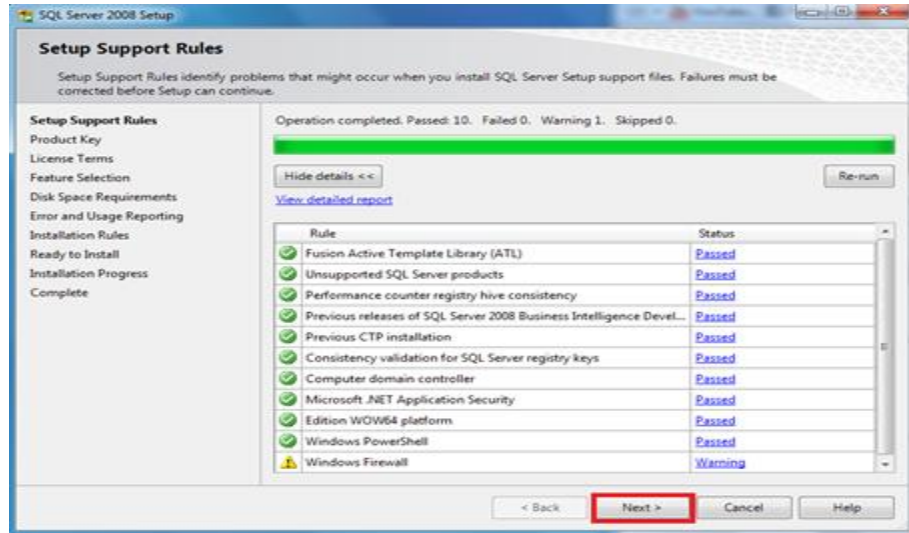 SQL Server 2008 Setup
Setup Support Rules
Setup Support Rules identify problems that might occur when you install SQL Server Setup support files. Failures must be
corrected before Setup can continue.
Setup Support Rules
Product Key
License Terms
Feature Selection
Disk Space Requirements
Error and Usage Reporting
Installation Rules
Ready to Install
Installation Progress
Complete
Operation completed. Passed: 10. Failed 0. Warning 1. Skipped 0.
Hide details <<
Re-run
View detailed report
Rule Status
Fusion Active Template Library (ATL) Passed
Unsupported SQL Server products Passed
Performance counter registry hive consistency Passed
Previous releases of SQL Server 2008 Business Intelligence Devel... Passed
Previous CTP installation Passed
Consistency validation for SQL Server registry keys Passed
Computer domain controller Passed
Microsoft .NET Application Security Passed
Edition WOW64 platform Passed
Windows PowerShell Passed
Windows Firewall Warning
< Back Next > Cancel Help